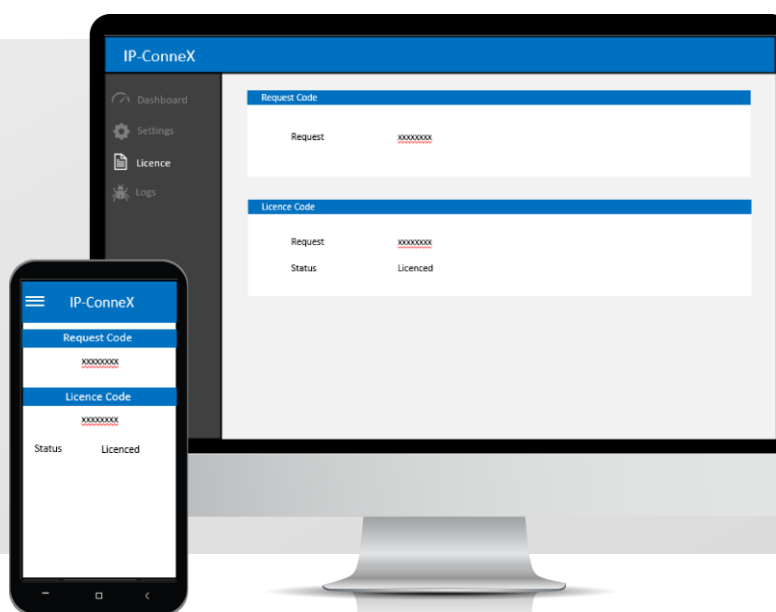 IP-ConneX
Dashboard
Settings
Licence
Logs
Request Code
Request xxxxxxxx
Licence Code
Request xxxxxxxx
Status Licenced
IP-ConneX
Request Code
xxxxxxxx
Licence Code
xxxxxxxx
Status Licenced